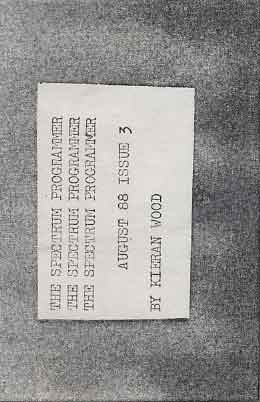 THE SPECTRUM PROGRAMMER
THE SPECTRUM PROGRAMMER
THE SPECTRUM PROGRAMMER
AUGUST 88 ISSUE 3
BY KIERAN WOOD